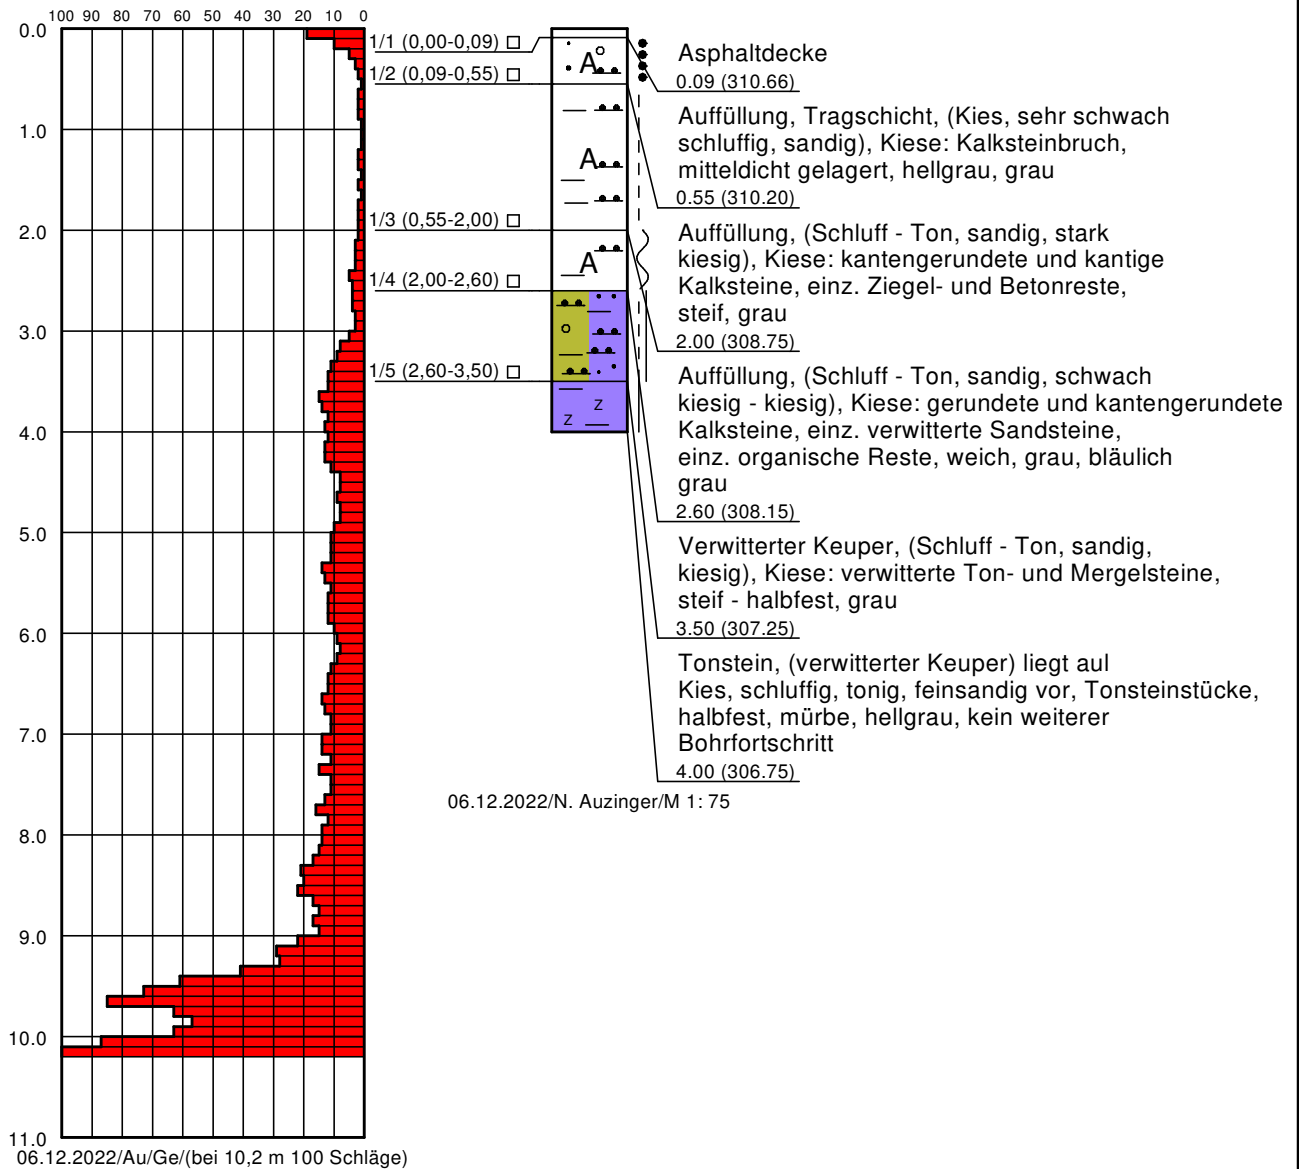 100 90 80 70 60 50 40 30 20 10 0
0.0
1.0
2.0
3.0
4.0
5.0
6.0
7.0
8.0
9.0
10.0
11.0
06.12.2022/Au/Ge/(bei 10,2 m 100 Schläge)
1/1 (0,00-0,09)
1/2 (0,09-0,55)
1/3 (0,55-2,00)
1/4 (2,00-2,60)
1/5 (2,60-3,50)
A
A
A
z
z
Asphaltdecke
0.09 (310.66)
Auffüllung, Tragschicht, (Kies, sehr schwach
schluffig, sandig), Kiese: Kalksteinbruch,
mitteldicht gelagert, hellgrau, grau
0.55 (310.20)
Auffüllung, (Schluff - Ton, sandig, stark
kiesig), Kiese: kantengerundete und kantige
Kalksteine, einz. Ziegel- und Betonreste,
steif, grau
2.00 (308.75)
Auffüllung, (Schluff - Ton, sandig, schwach
kiesig - kiesig), Kiese: gerundete und kantengerundete
Kalksteine, einz. verwitterte Sandsteine,
einz. organische Reste, weich, grau, bläulich
grau
2.60 (308.15)
Verwitterter Keuper, (Schluff - Ton, sandig,
kiesig), Kiese: verwitterte Ton- und Mergelsteine,
steif - halbfest, grau
3.50 (307.25)
Tonstein, (verwitterter Keuper) liegt aul
Kies, schluffig, tonig, feinsandig vor, Tonsteinstücke,
halbfest, mürbe, hellgrau, kein weiterer
Bohrfortschritt
4.00 (306.75)
06.12.2022/N. Auzinger/M 1: 75